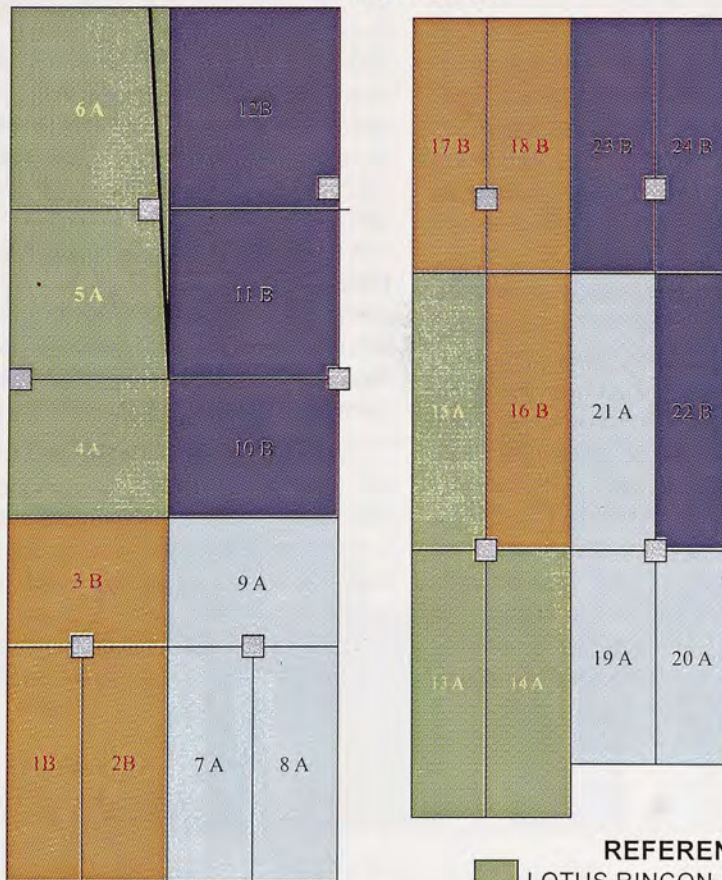 6 A 12B
5 A 11 B
4 A 10 B
3 B 9 A
1B 2B 7 A 8 A
17 B 18 B 23 B 24 B
15A 16 B 21 A 22 B
13 A 14 A 19 A 20 A
REFEREN
LOTUS RINCON